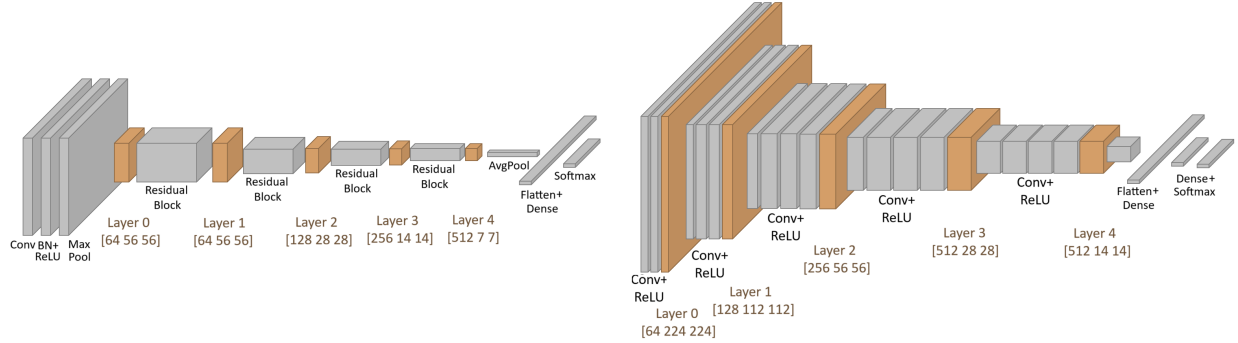 Conv
BN+
ReLU
Max
Pool
Layer 0
[64 56 56]
Residual
Block
Layer 1
[64 56 56]
Residual
Block
Layer 2
[128 28 28]
Residual
Block
Layer 3
[256 14 14]
Residual
Block
Layer 4
[512 7 7]
AvgPool
Flatten+
Dense
Softmax
Conv+
ReLU
Layer 0
[64 224 224]
Conv+
ReLU
Layer 1
[128 112 112]
Conv+
ReLU
Layer 2
[256 56 56]
Conv+
ReLU
Layer 3
[512 28 28]
Conv+
ReLU
Layer 4
[512 14 14]
Flatten+
Dense
Dense+
Softmax